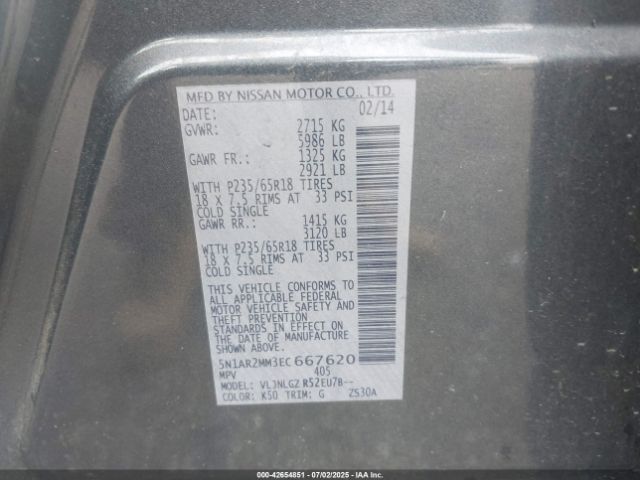 MFD BY NISSAN MOTOR CO., LTD.
DATE: 02/14
GVWR: 2715 KG
5986 LB
GAWR FR.: 1325 KG
2921 LB
WITH P235/65R18 TIRES
18 X 7.5 RIMS AT 33 PSI
COLD SINGLE
GAWR RR.: 1415 KG
3120 LB
WITH P235/65R18 TIRES
18 X 7.5 RIMS AT 33 PSI
COLD SINGLE
THIS VEHICLE CONFORMS TO
ALL APPLICABLE FEDERAL
MOTOR VEHICLE SAFETY AND
THEFT PREVENTION
STANDARDS IN EFFECT ON
THE DATE OF MANUFACTURE
SHOWN ABOVE.
5N1AR2MM3EC667620
MPV 405
MODEL: VLJNLGZ R52EU7B--
COLOR: K50 TRIM: G ZS30A
000-42654851 | 07/02/2025 | IAA, Inc.